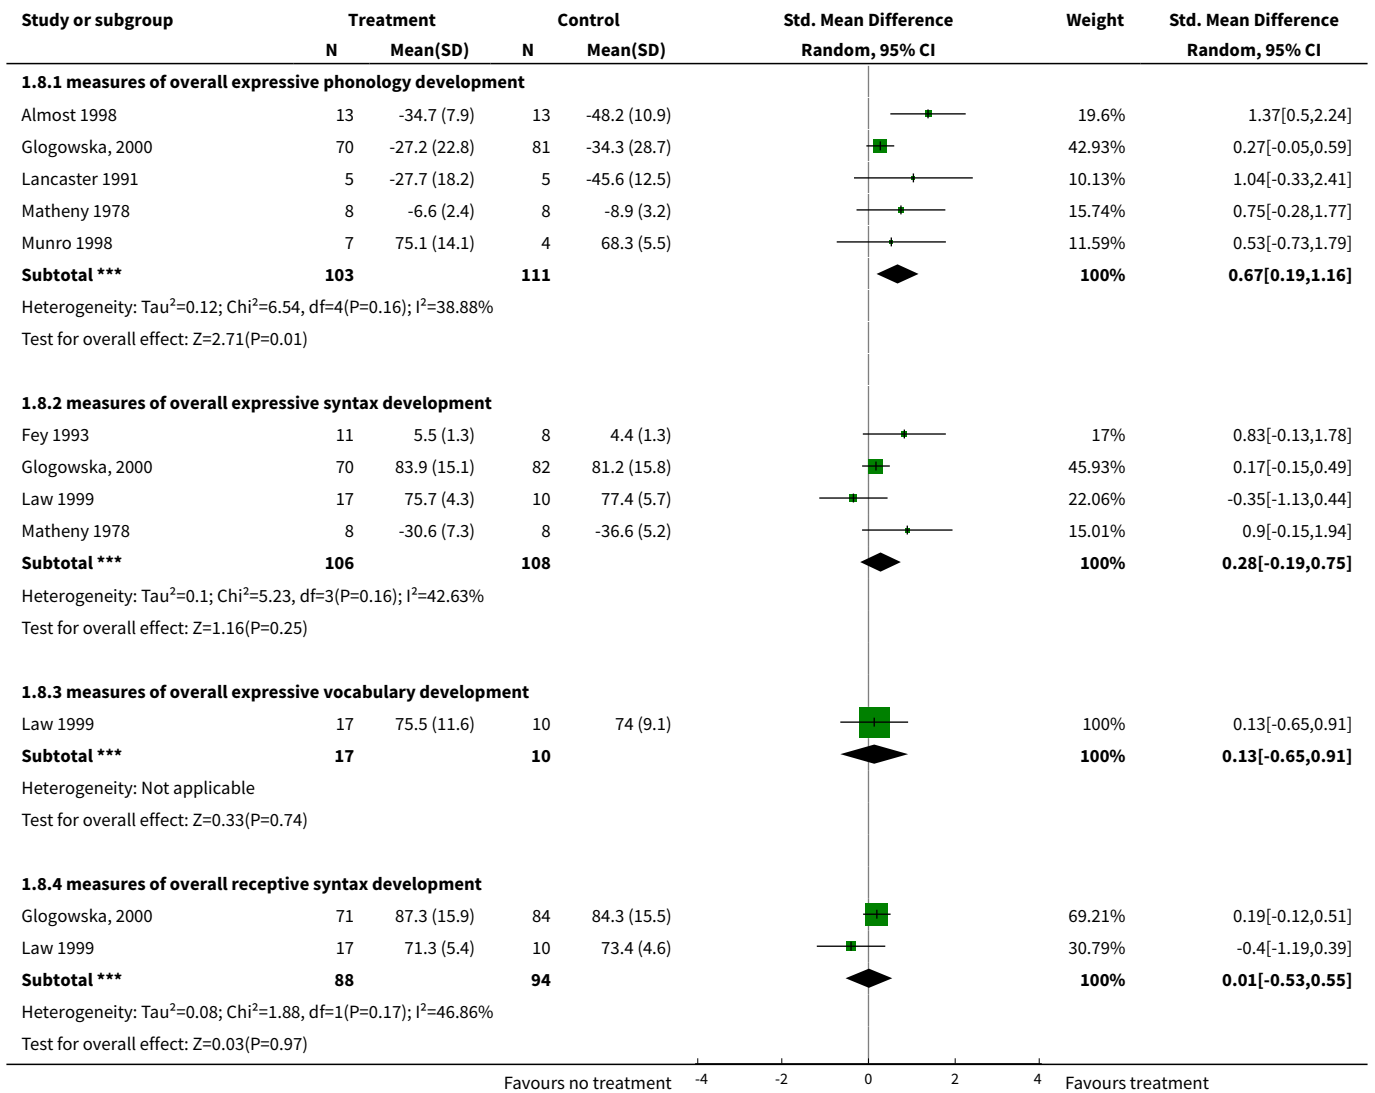 Study or subgroup Treatment Control Std. Mean Difference Weight Std. Mean Difference
N Mean(SD) N Mean(SD) Random, 95% CI Random, 95% CI
1.8.1 measures of overall expressive phonology development
Almost 1998 13 -34.7 (7.9) 13 -48.2 (10.9) 19.6% 1.37[0.5,2.24]
Glogowska, 2000 70 -27.2 (22.8) 81 -34.3 (28.7) 42.93% 0.27[-0.05,0.59]
Lancaster 1991 5 -27.7 (18.2) 5 -45.6 (12.5) 10.13% 1.04[-0.33,2.41]
Matheny 1978 8 -6.6 (2.4) 8 -8.9 (3.2) 15.74% 0.75[-0.28,1.77]
Munro 1998 7 75.1 (14.1) 4 68.3 (5.5) 11.59% 0.53[-0.73,1.79]
Subtotal *** 103 111 100% 0.67[0.19,1.16]
Heterogeneity: Tau²=0.12; Chi²=6.54, df=4(P=0.16); I²=38.88%
Test for overall effect: Z=2.71(P=0.01)
1.8.2 measures of overall expressive syntax development
Fey 1993 11 5.5 (1.3) 8 4.4 (1.3) 17% 0.83[-0.13,1.78]
Glogowska, 2000 70 83.9 (15.1) 82 81.2 (15.8) 45.93% 0.17[-0.15,0.49]
Law 1999 17 75.7 (4.3) 10 77.4 (5.7) 22.06% -0.35[-1.13,0.44]
Matheny 1978 8 -30.6 (7.3) 8 -36.6 (5.2) 15.01% 0.9[-0.15,1.94]
Subtotal *** 106 108 100% 0.28[-0.19,0.75]
Heterogeneity: Tau²=0.1; Chi²=5.23, df=3(P=0.16); I²=42.63%
Test for overall effect: Z=1.16(P=0.25)
1.8.3 measures of overall expressive vocabulary development
Law 1999 17 75.5 (11.6) 10 74 (9.1) 100% 0.13[-0.65,0.91]
Subtotal *** 17 10 100% 0.13[-0.65,0.91]
Heterogeneity: Not applicable
Test for overall effect: Z=0.33(P=0.74)
1.8.4 measures of overall receptive syntax development
Glogowska, 2000 71 87.3 (15.9) 84 84.3 (15.5) 69.21% 0.19[-0.12,0.51]
Law 1999 17 71.3 (5.4) 10 73.4 (4.6) 30.79% -0.4[-1.19,0.39]
Subtotal *** 88 94 100% 0.01[-0.53,0.55]
Heterogeneity: Tau²=0.08; Chi²=1.88, df=1(P=0.17); I²=46.86%
Test for overall effect: Z=0.03(P=0.97)
Favours no treatment -4 -2 0 2 4 Favours treatment